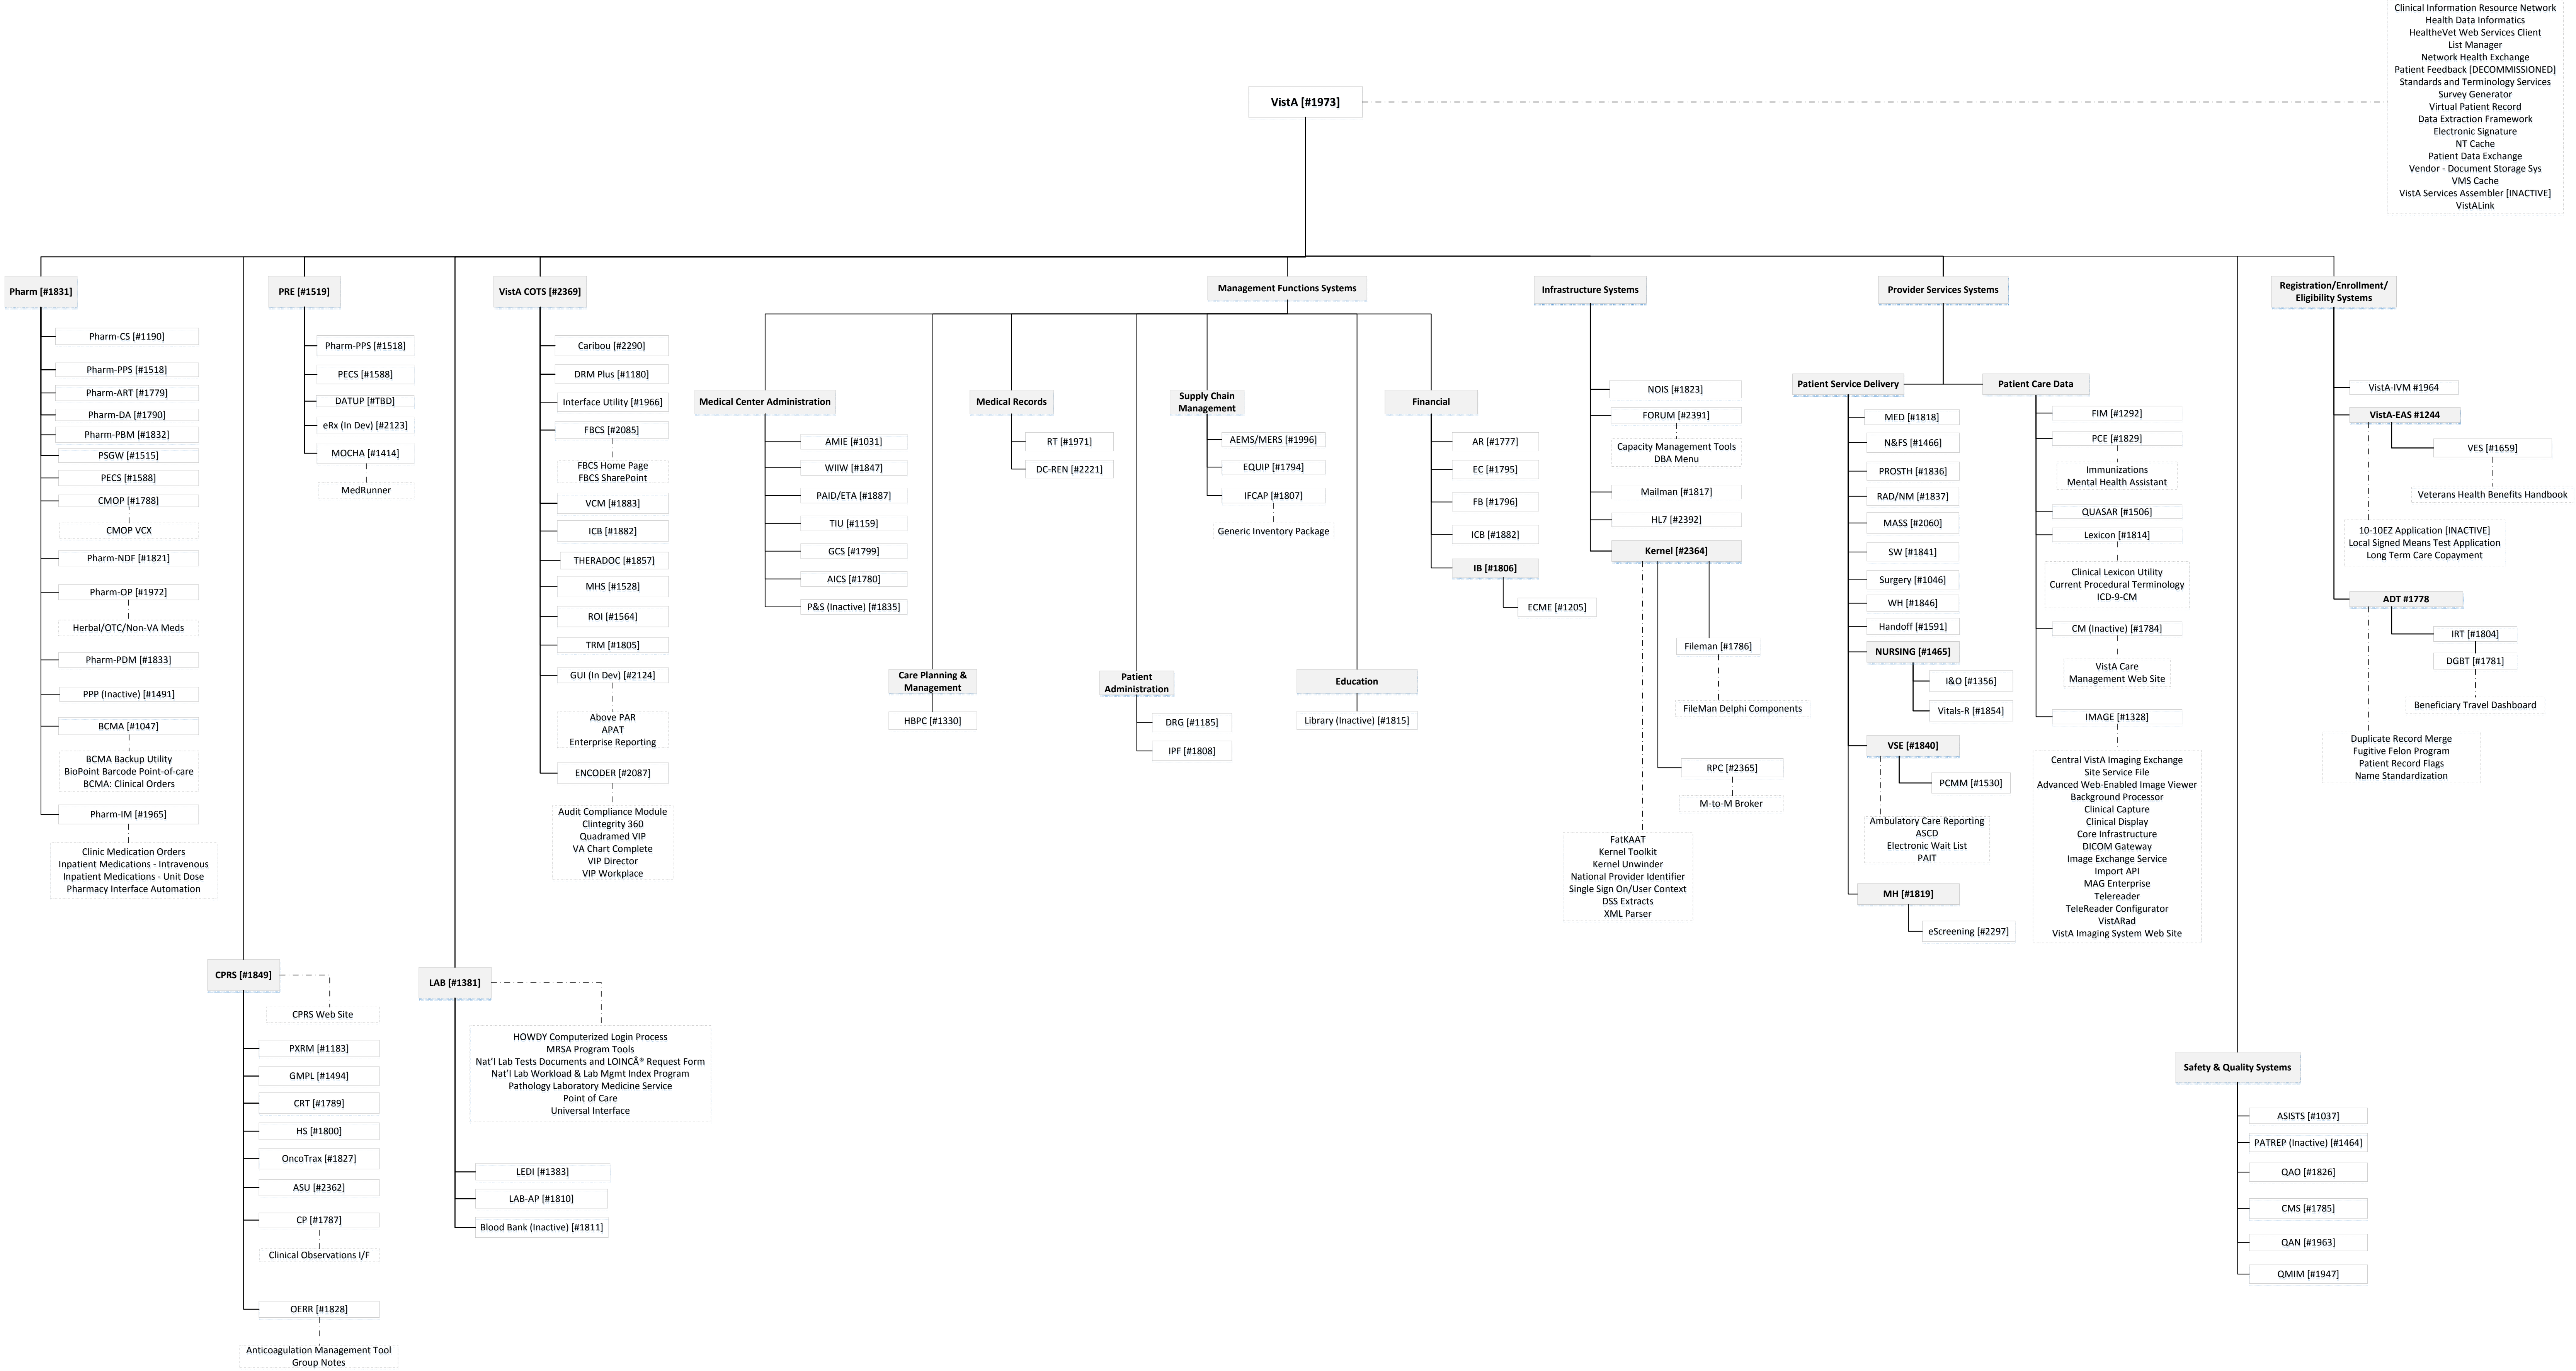 Clinical Information Resource Network
Health Data Informatics
HealtheVet Web Services Client
List Manager
Network Health Exchange
Patient Feedback [DECOMMISSIONED]
Standards and Terminology Services
Survey Generator
Virtual Patient Record
Data Extraction Framework
Electronic Signature
NT Cache
Patient Data Exchange
Vendor - Document Storage Sys
VMS Cache
VistA Services Assembler [INACTIVE]
VistALink
VistA [#1973]
Pharm [#1831]
Pharm-CS [#1190]
Pharm-PPS [#1518]
Pharm-ART [#1779]
Pharm-DA [#1790]
Pharm-PBM [#1832]
PSGW [#1515]
PECS [#1588]
CMOP [#1788]
CMOP VCX
Pharm-NDF [#1821]
Pharm-OP [#1972]
Herbal/OTC/Non-VA Meds
Pharm-PDM [#1833]
PPP (Inactive) [#1491]
BCMA [#1047]
BCMA Backup Utility
BioPoint Barcode Point-of-care
BCMA: Clinical Orders
Pharm-IM [#1965]
Clinic Medication Orders
Inpatient Medications - Intravenous
Inpatient Medications - Unit Dose
Pharmacy Interface Automation
CPRS [#1849]
CPRS Web Site
PXRM [#1183]
GMPL [#1494]
CRT [#1789]
HS [#1800]
OncoTrax [#1827]
ASU [#2362]
CP [#1787]
Clinical Observations I/F
OERR [#1828]
Anticoagulation Management Tool
Group Notes
PRE [#1519]
Pharm-PPS [#1518]
PECS [#1588]
DATUP [#TBD]
eRx (In Dev) [#2123]
MOCHA [#1414]
MedRunner
LAB [#1381]
HOWDY Computerized Login Process
MRSA Program Tools
Nat’l Lab Tests Documents and LOINCÂ® Request Form
Nat’l Lab Workload & Lab Mgmt Index Program
Pathology Laboratory Medicine Service
Point of Care
Universal Interface
LEDI [#1383]
LAB-AP [#1810]
Blood Bank (Inactive) [#1811]
VistA COTS [#2369]
Caribou [#2290]
DRM Plus [#1180]
Interface Utility [#1966]
FBCS [#2085]
FBCS Home Page
FBCS SharePoint
VCM [#1883]
ICB [#1882]
THERADOC [#1857]
MHS [#1528]
ROI [#1564]
TRM [#1805]
GUI (In Dev) [#2124]
Above PAR
APAT
Enterprise Reporting
ENCODER [#2087]
Audit Compliance Module
Clintegrity 360
Quadramed VIP
VA Chart Complete
VIP Director
VIP Workplace
Management Functions Systems
Medical Center Administration
AMIE [#1031]
WIIW [#1847]
PAID/ETA [#1887]
TIU [#1159]
GCS [#1799]
AICS [#1780]
P&S (Inactive) [#1835]
Care Planning &
Management
HBPC [#1330]
Medical Records
RT [#1971]
DC-REN [#2221]
Patient
Administration
DRG [#1185]
IPF [#1808]
Supply Chain
Management
AEMS/MERS [#1996]
EQUIP [#1794]
IFCAP [#1807]
Generic Inventory Package
Education
Library (Inactive) [#1815]
Financial
AR [#1777]
EC [#1795]
FB [#1796]
ICB [#1882]
IB [#1806]
ECME [#1205]
Infrastructure Systems
NOIS [#1823]
FORUM [#2391]
Capacity Management Tools
DBA Menu
Mailman [#1817]
HL7 [#2392]
Kernel [#2364]
Fileman [#1786]
FileMan Delphi Components
RPC [#2365]
M-to-M Broker
FatKAAT
Kernel Toolkit
Kernel Unwinder
National Provider Identifier
Single Sign On/User Context
DSS Extracts
XML Parser
Provider Services Systems
Patient Service Delivery
MED [#1818]
N&FS [#1466]
PROSTH [#1836]
RAD/NM [#1837]
MASS [#2060]
SW [#1841]
Surgery [#1046]
WH [#1846]
Handoff [#1591]
NURSING [#1465]
I&O [#1356]
Vitals-R [#1854]
VSE [#1840]
PCMM [#1530]
Ambulatory Care Reporting
ASCD
Electronic Wait List
PAIT
MH [#1819]
eScreening [#2297]
Patient Care Data
FIM [#1292]
PCE [#1829]
Immunizations
Mental Health Assistant
QUASAR [#1506]
Lexicon [#1814]
Clinical Lexicon Utility
Current Procedural Terminology
ICD-9-CM
CM (Inactive) [#1784]
VistA Care
Management Web Site
IMAGE [#1328]
Central VistA Imaging Exchange
Site Service File
Advanced Web-Enabled Image Viewer
Background Processor
Clinical Capture
Clinical Display
Core Infrastructure
DICOM Gateway
Image Exchange Service
Import API
MAG Enterprise
Telereader
TeleReader Configurator
VistARad
VistA Imaging System Web Site
Safety & Quality Systems
ASISTS [#1037]
PATREP (Inactive) [#1464]
QAO [#1826]
CMS [#1785]
QAN [#1963]
QMIM [#1947]
Registration/Enrollment/
Eligibility Systems
VistA-IVM #1964
VistA-EAS #1244
VES [#1659]
Veterans Health Benefits Handbook
10-10EZ Application [INACTIVE]
Local Signed Means Test Application
Long Term Care Copayment
ADT #1778
IRT [#1804]
DGBT [#1781]
Beneficiary Travel Dashboard
Duplicate Record Merge
Fugitive Felon Program
Patient Record Flags
Name Standardization